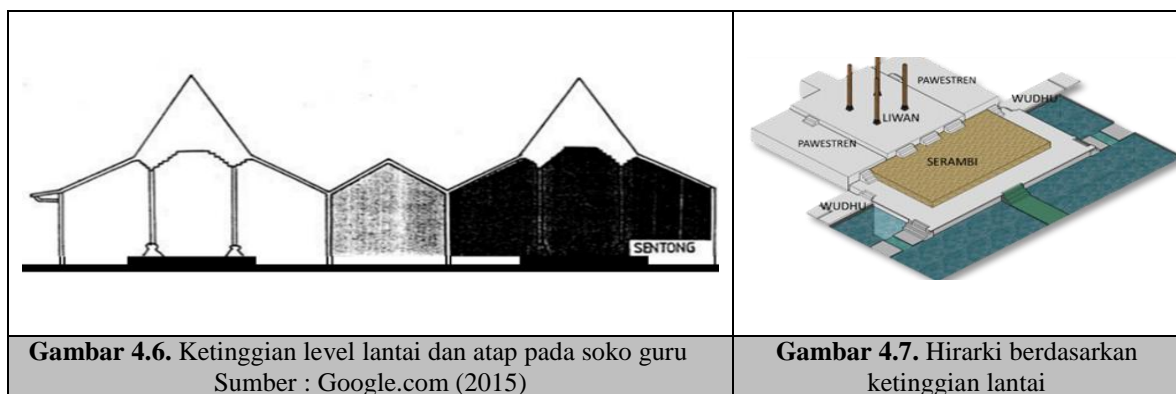 SENTONG
PAWESTREN
WUDHU
LIWAN
PAWESTREN
SERAMBI
WUDHU
Gambar 4.6. Ketinggian level lantai dan atap pada soko guru
Sumber : Google.com (2015)
Gambar 4.7. Hirarki berdasarkan
ketinggian lantai